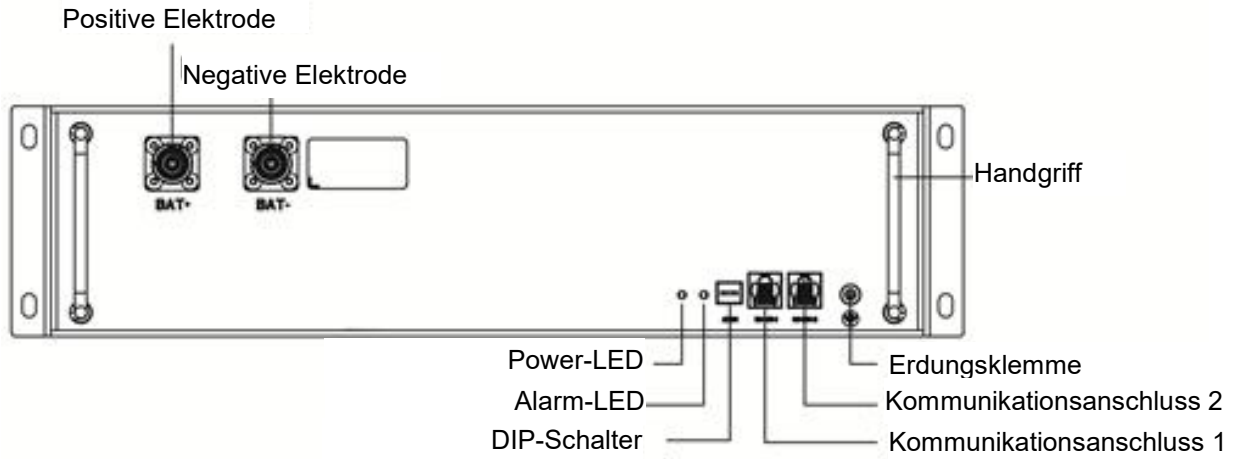 Positive Elektrode
Negative Elektrode
BAT+
BAT-
Handgriff
Power-LED
Erdungsklemme
Alarm-LED
Kommunikationsanschluss 2
DIP-Schalter
Kommunikationsanschluss 1